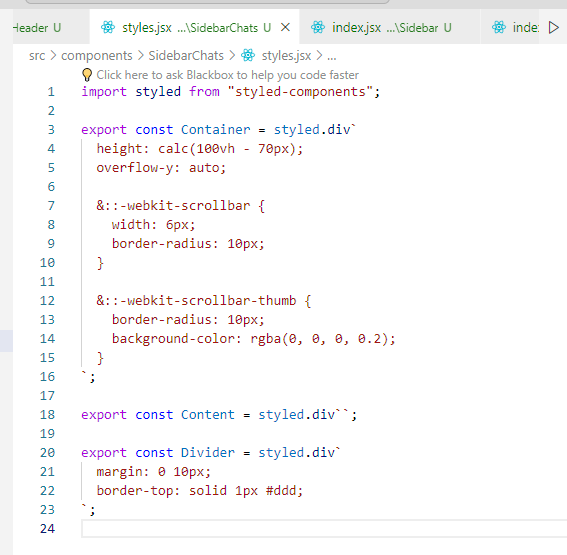 Header U
styles.jsx ...\SidebarChats U
index.jsx ...\Sidebar U
inde
src > components > SidebarChats > styles.jsx > ...
Click here to ask Blackbox to help you code faster
1 import styled from "styled-components";
2
3 export const Container = styled.div`
4 height: calc(100vh - 70px);
5 overflow-y: auto;
6
7 &::-webkit-scrollbar {
8 width: 6px;
9 border-radius: 10px;
10 }
11
12 &::-webkit-scrollbar-thumb {
13 border-radius: 10px;
14 background-color: rgba(0, 0, 0, 0.2);
15 }
16 `;
17
18 export const Content = styled.div``;
19
20 export const Divider = styled.div`
21 margin: 0 10px;
22 border-top: solid 1px #ddd;
23 `;
24